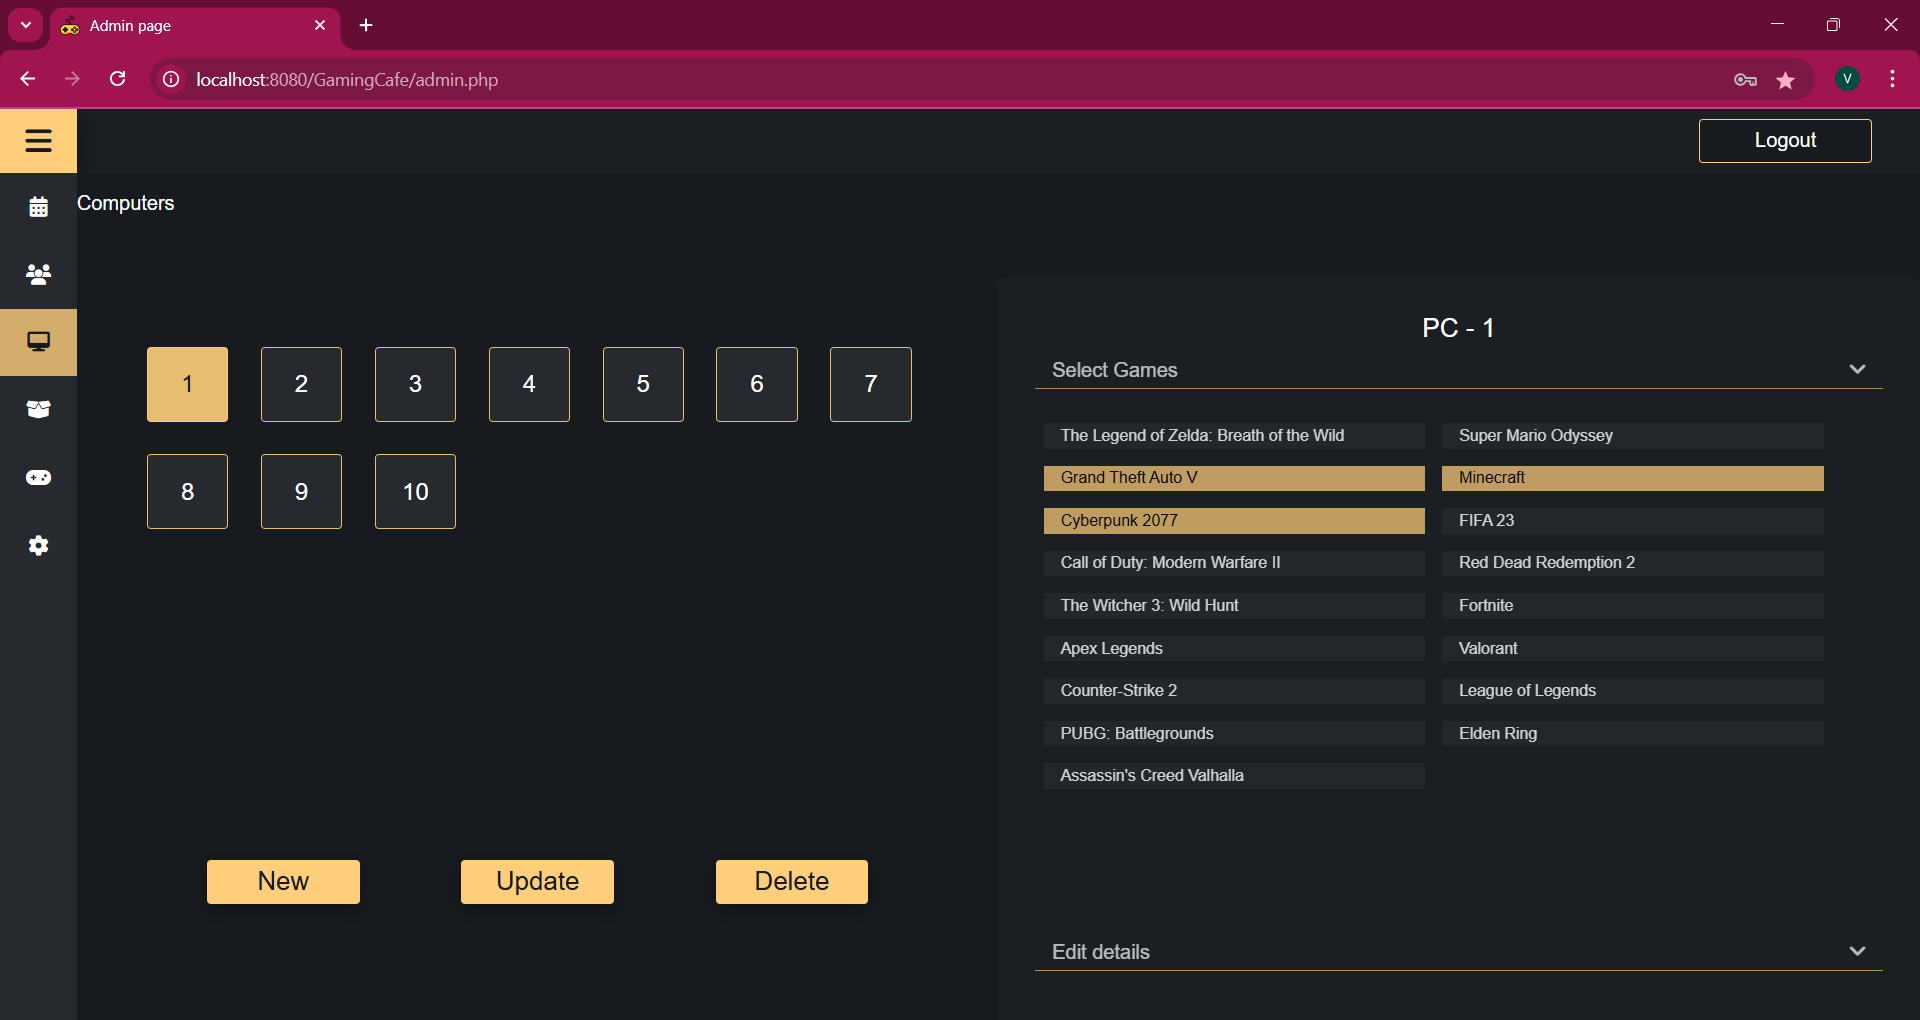 Admin page
localhost:8080/GamingCafe/admin.php
V
Logout
Computers
1 2 3 4 5 6 7
8 9 10
New Update Delete
PC - 1
Select Games
The Legend of Zelda: Breath of the Wild Super Mario Odyssey
Grand Theft Auto V Minecraft
Cyberpunk 2077 FIFA 23
Call of Duty: Modern Warfare II Red Dead Redemption 2
The Witcher 3: Wild Hunt Fortnite
Apex Legends Valorant
Counter-Strike 2 League of Legends
PUBG: Battlegrounds Elden Ring
Assassin's Creed Valhalla
Edit details